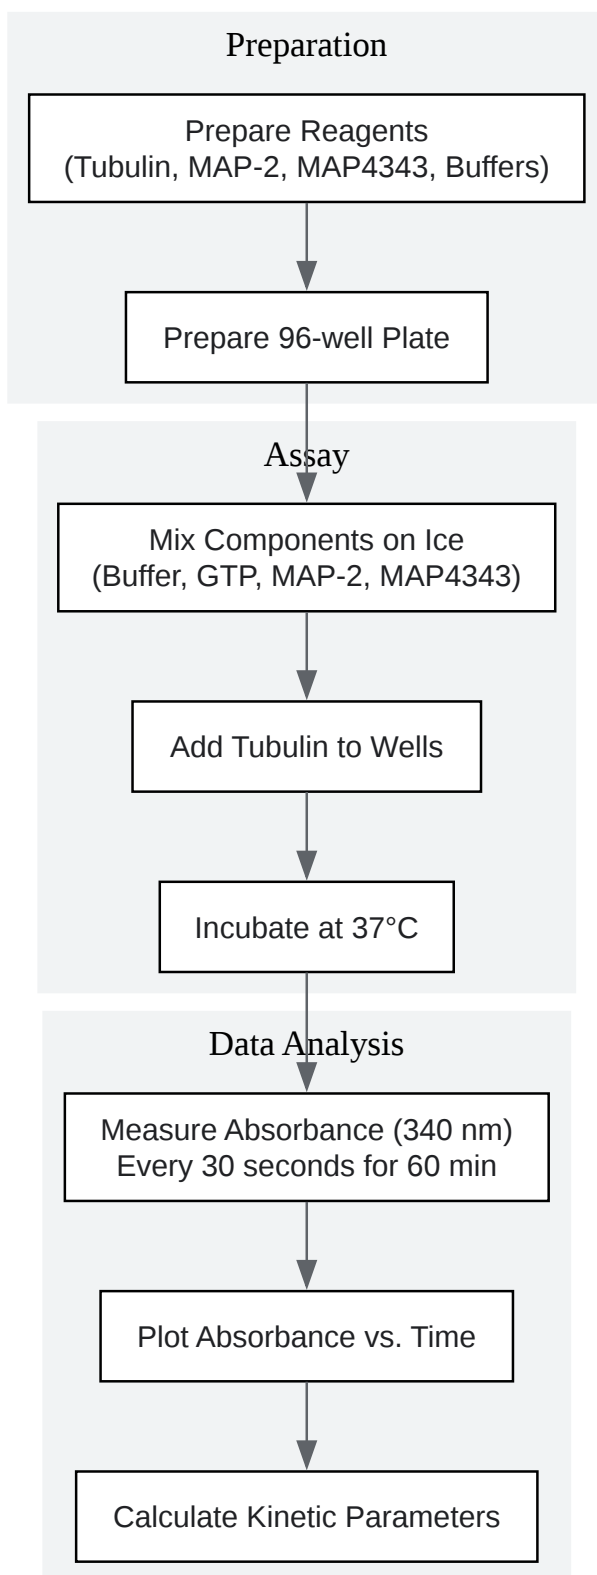 Preparation
Prepare Reagents
(Tubulin, MAP-2, MAP4343, Buffers)
Prepare 96-well Plate
Assay
Mix Components on Ice
(Buffer, GTP, MAP-2, MAP4343)
Add Tubulin to Wells
Incubate at 37°C
Data Analysis
Measure Absorbance (340 nm)
Every 30 seconds for 60 min
Plot Absorbance vs. Time
Calculate Kinetic Parameters